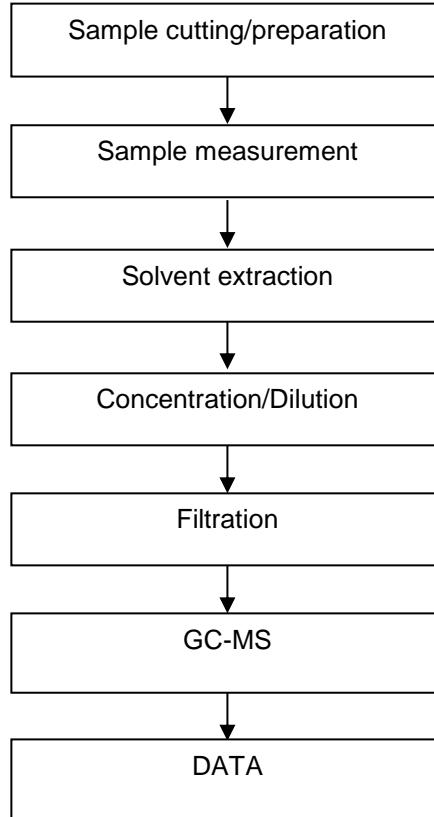 Sample cutting/preparation
Sample measurement
Solvent extraction
Concentration/Dilution
Filtration
GC-MS
DATA